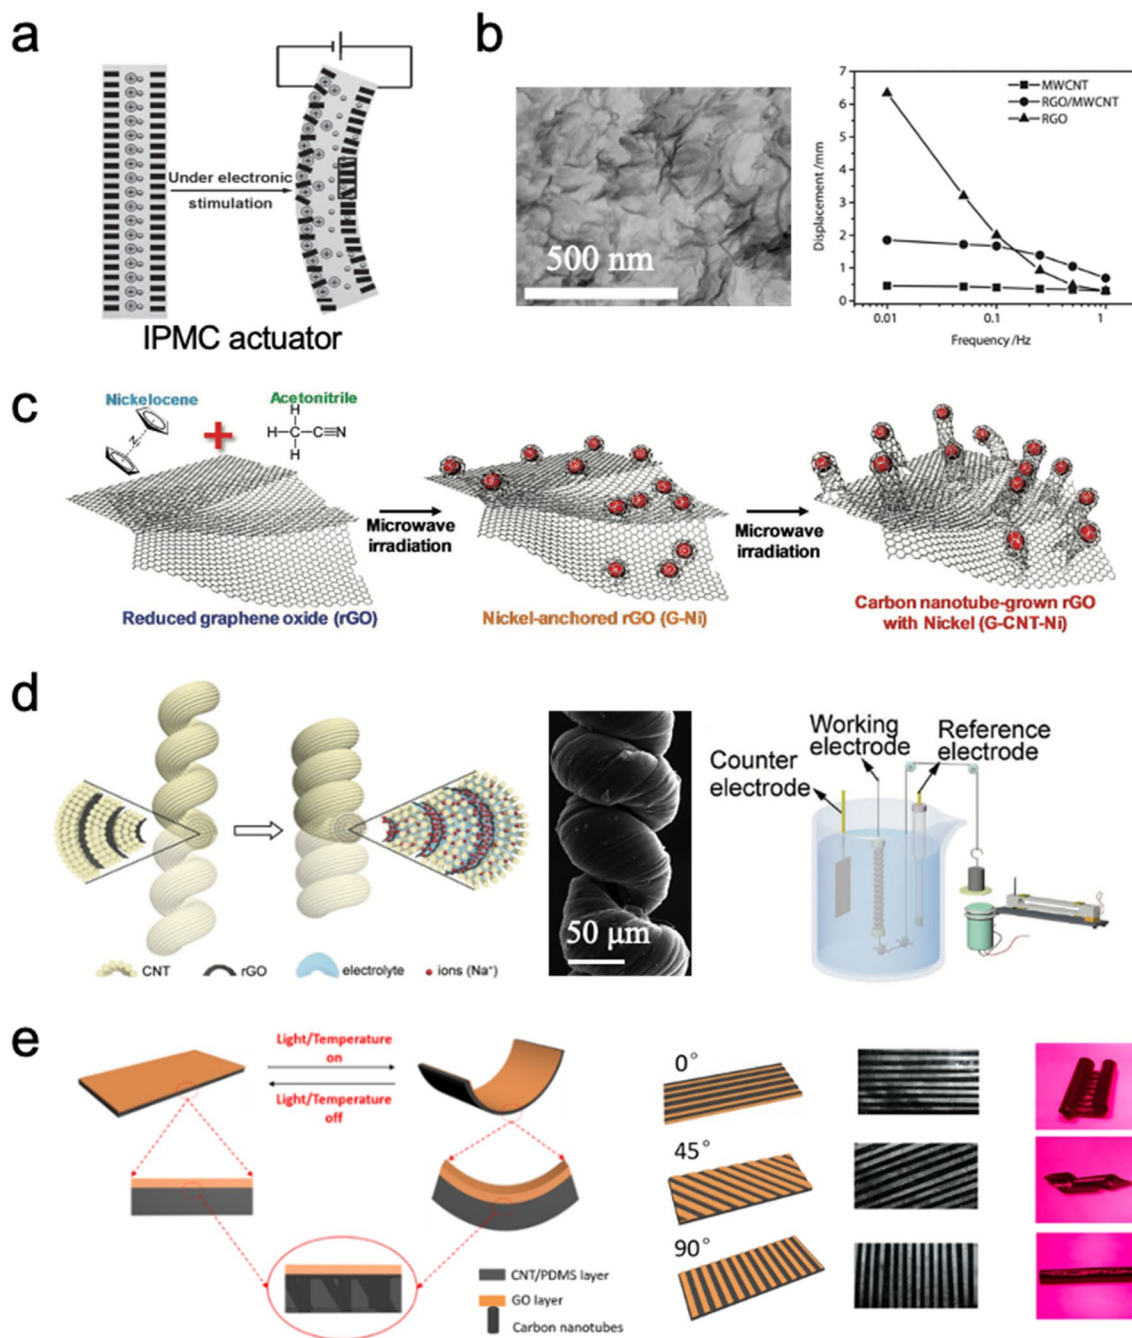 a
Under electronic
stimulation
IPMC actuator
b
500 nm
Displacement /mm
7
6
5
4
3
2
1
0
MWCNT
RGO/MWCNT
RGO
0.01
0.1
1
Frequency /Hz
c
Nickelocene
Acetonitrile
+
H
H-C-C≡N
H
Ni
Microwave
irradiation
Microwave
irradiation
Reduced graphene oxide (rGO)
Nickel-anchored rGO (G-Ni)
Carbon nanotube-grown rGO
with Nickel (G-CNT-Ni)
d
CNT
rGO
electrolyte
ions (Na⁺)
50 μm
Counter
electrode
Working
electrode
Reference
electrode
e
Light/Temperature
on
Light/Temperature
off
CNT/PDMS layer
GO layer
Carbon nanotubes
0°
45°
90°